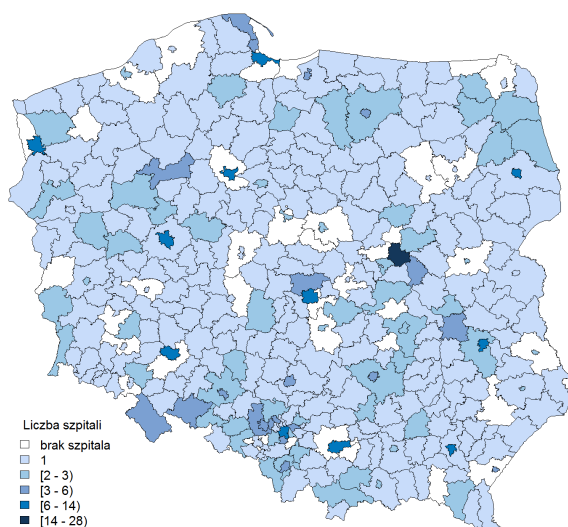 Liczba szpitali
brak szpitala
1
[2 - 3)
[3 - 6)
[6 - 14)
[14 - 28)